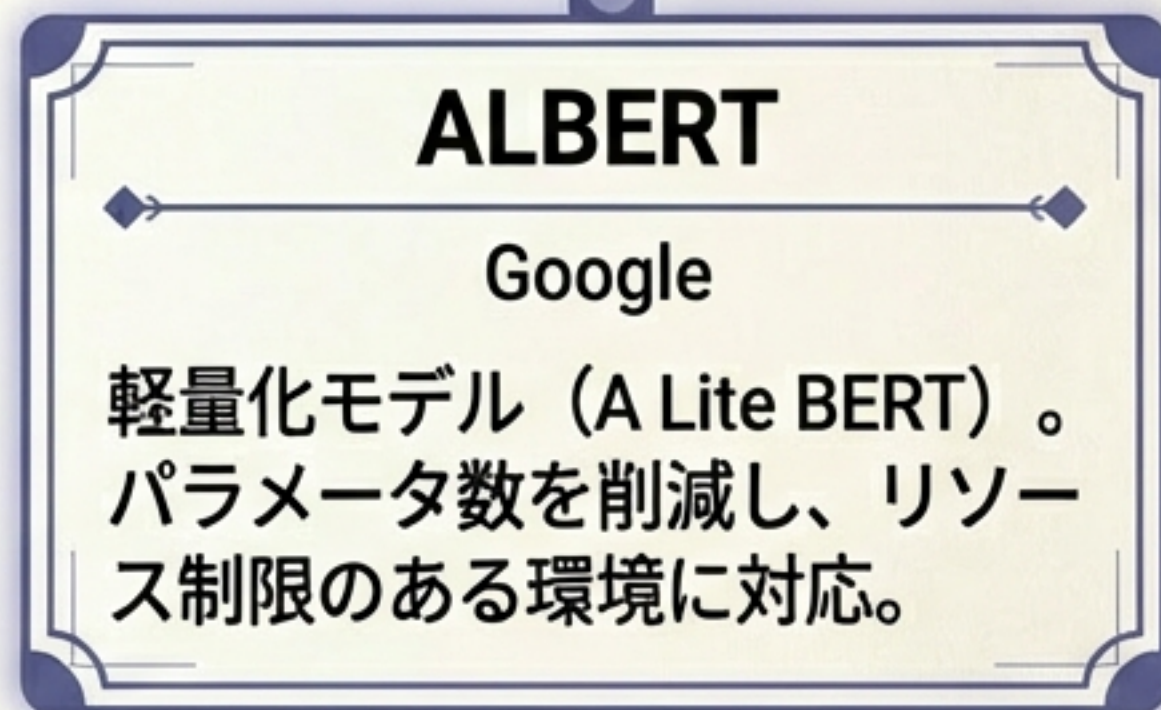 ALBERT
Google
軽量化モデル（A Lite BERT）。
パラメータ数を削減し、リソー
ス制限のある環境に対応。